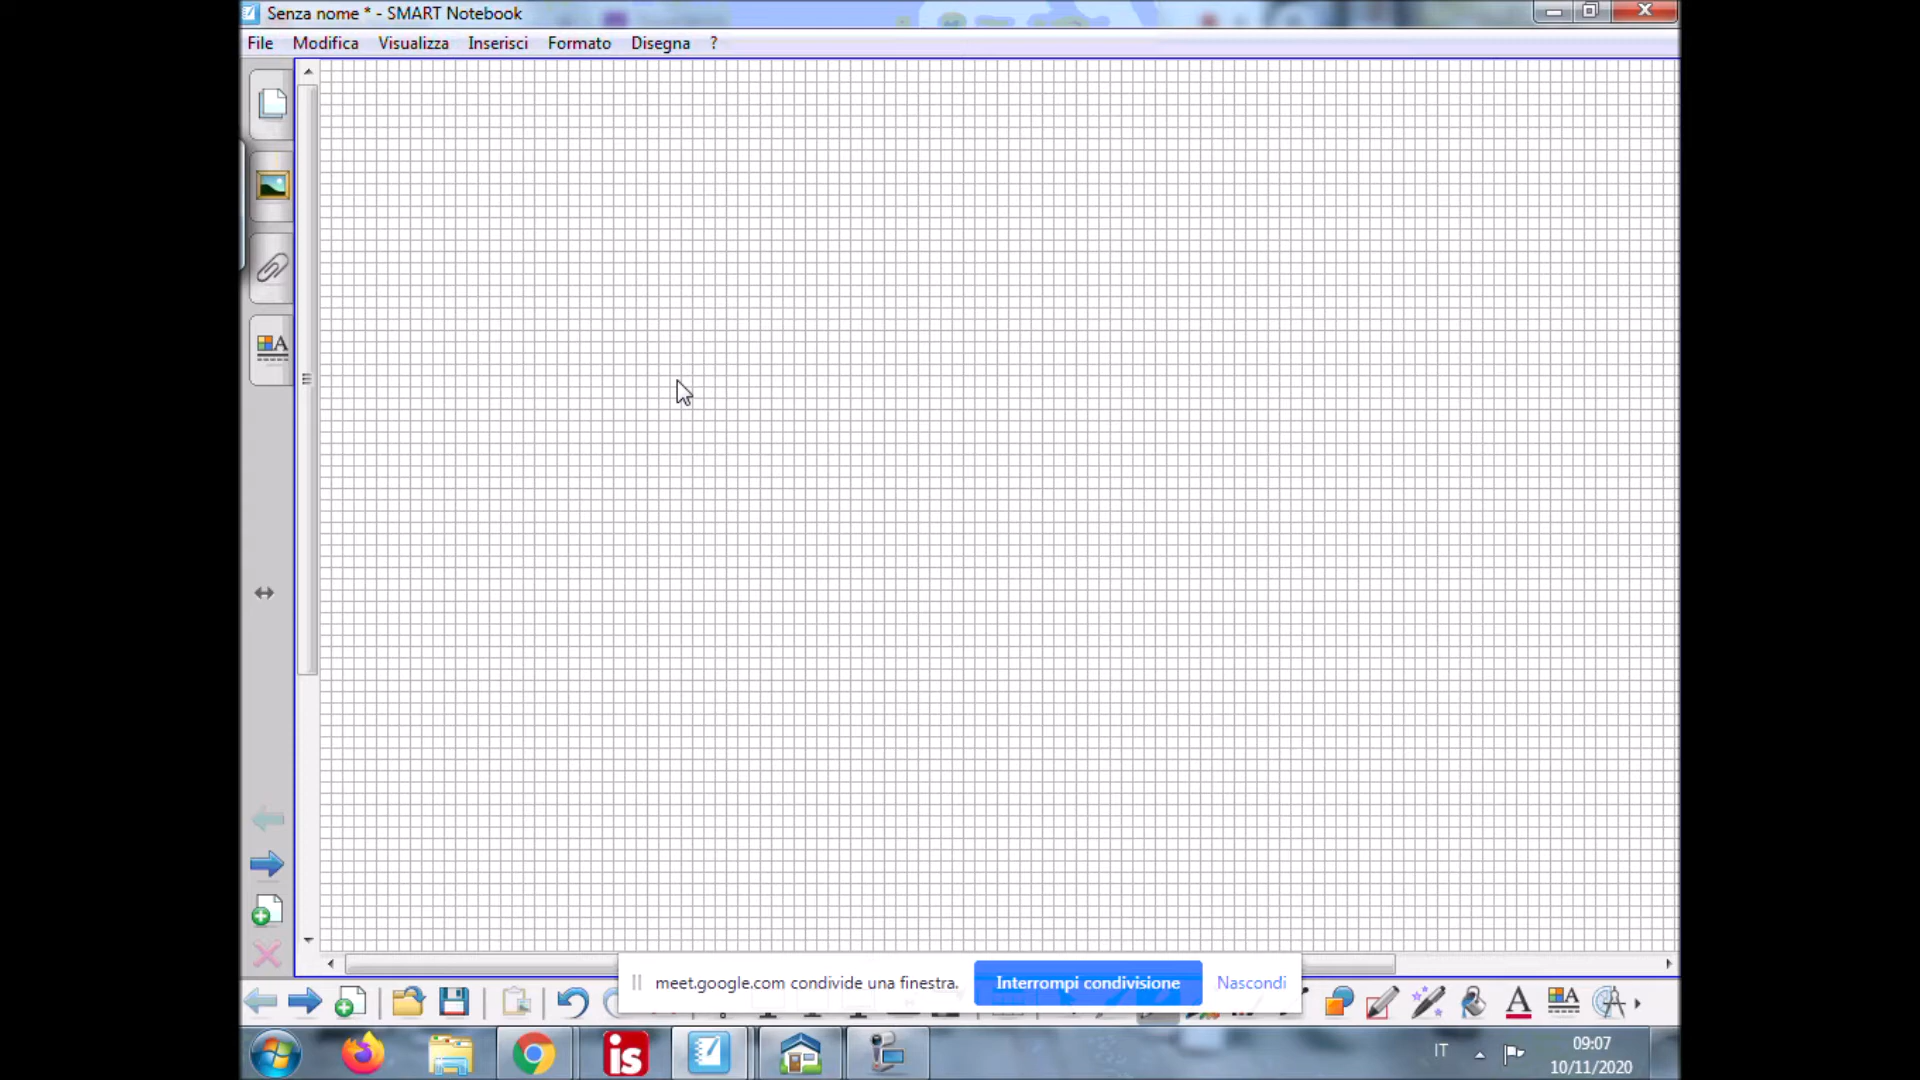 Senza nome * - SMART Notebook
File Modifica Visualizza Inserisci Formato Disegna ?
meet.google.com condivide una finestra. Interrompi condivisione Nascondi
is
IT
09:07
10/11/2020